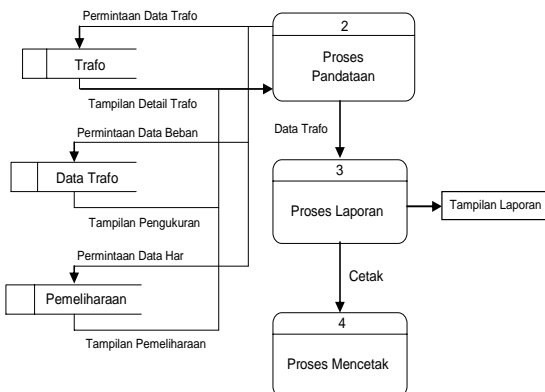 Permintaan Data Trafo
2
Proses
Pandataan
Trafo
Tampilan Detail Trafo
Permintaan Data Beban
Data Trafo
3
Data Trafo
Proses Laporan
Tampilan Laporan
Tampilan Pengukuran
Permintaan Data Har
Cetak
Pemeliharaan
4
Tampilan Pemeliharaan
Proses Mencetak